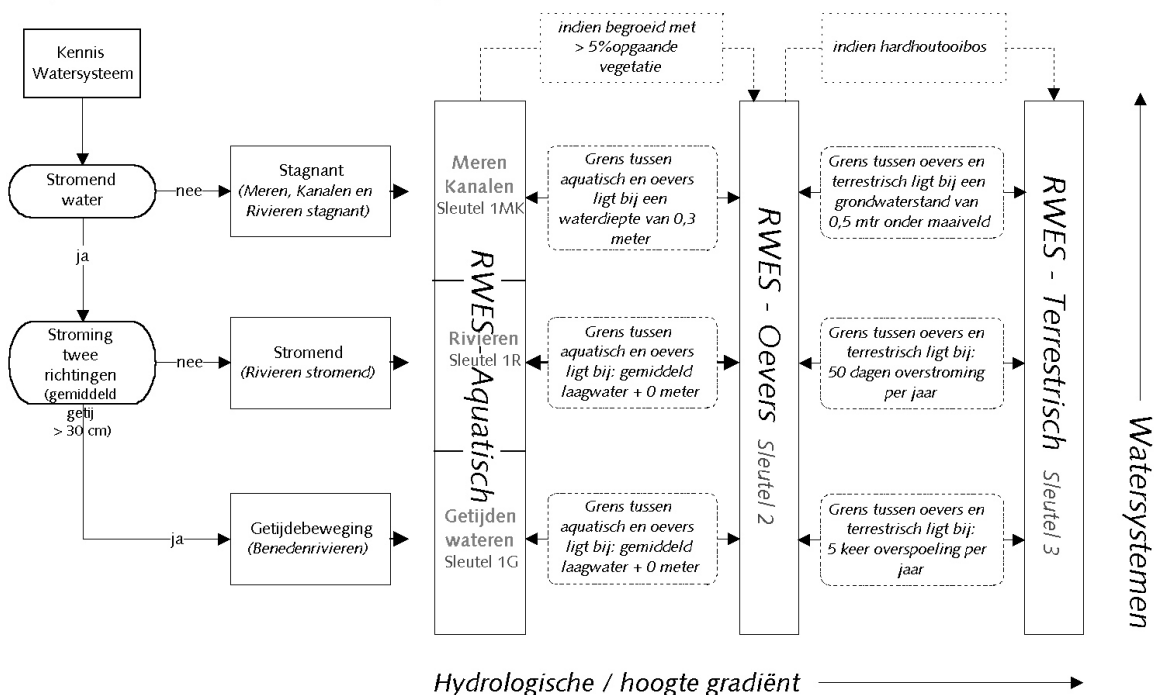 indien begroeid met
> 5%opgaande
vegetatie
indien hardhoutooibos
Kennis
Watersysteem
Stromend
water
nee
Stagnant
(Meren, Kanalen en
Rivieren stagnant)
Meren
Kanalen
Sleutel 1MK
Grens tussen
aquatisch en oevers
ligt bij een
waterdiepte van 0,3
meter
Grens tussen oevers en
terrestrisch ligt bij een
grondwaterstand van
0,5 mtr onder maaiveld
ja
Stroming
twee
richtingen
(gemiddeld
getij
> 30 cm)
nee
Stromend
(Rivieren stromend)
Rivieren
Sleutel 1R
Grens tussen
aquatisch en oevers
ligt bij: gemiddeld
laagwater + 0 meter
Grens tussen oevers en
terrestrisch ligt bij:
50 dagen overstroming
per jaar
ja
Getijdebeweging
(Benedenrivieren)
Getijden
wateren
Sleutel 1G
Grens tussen
aquatisch en oevers
ligt bij: gemiddeld
laagwater + 0 meter
Grens tussen oevers en
terrestrisch ligt bij:
5 keer overspoeling per
jaar
RWES - Aquatisch
RWES - Oevers Sleutel 2
RWES - Terrestrisch Sleutel 3
Watersystemen
Hydrologische / hoogte gradiënt